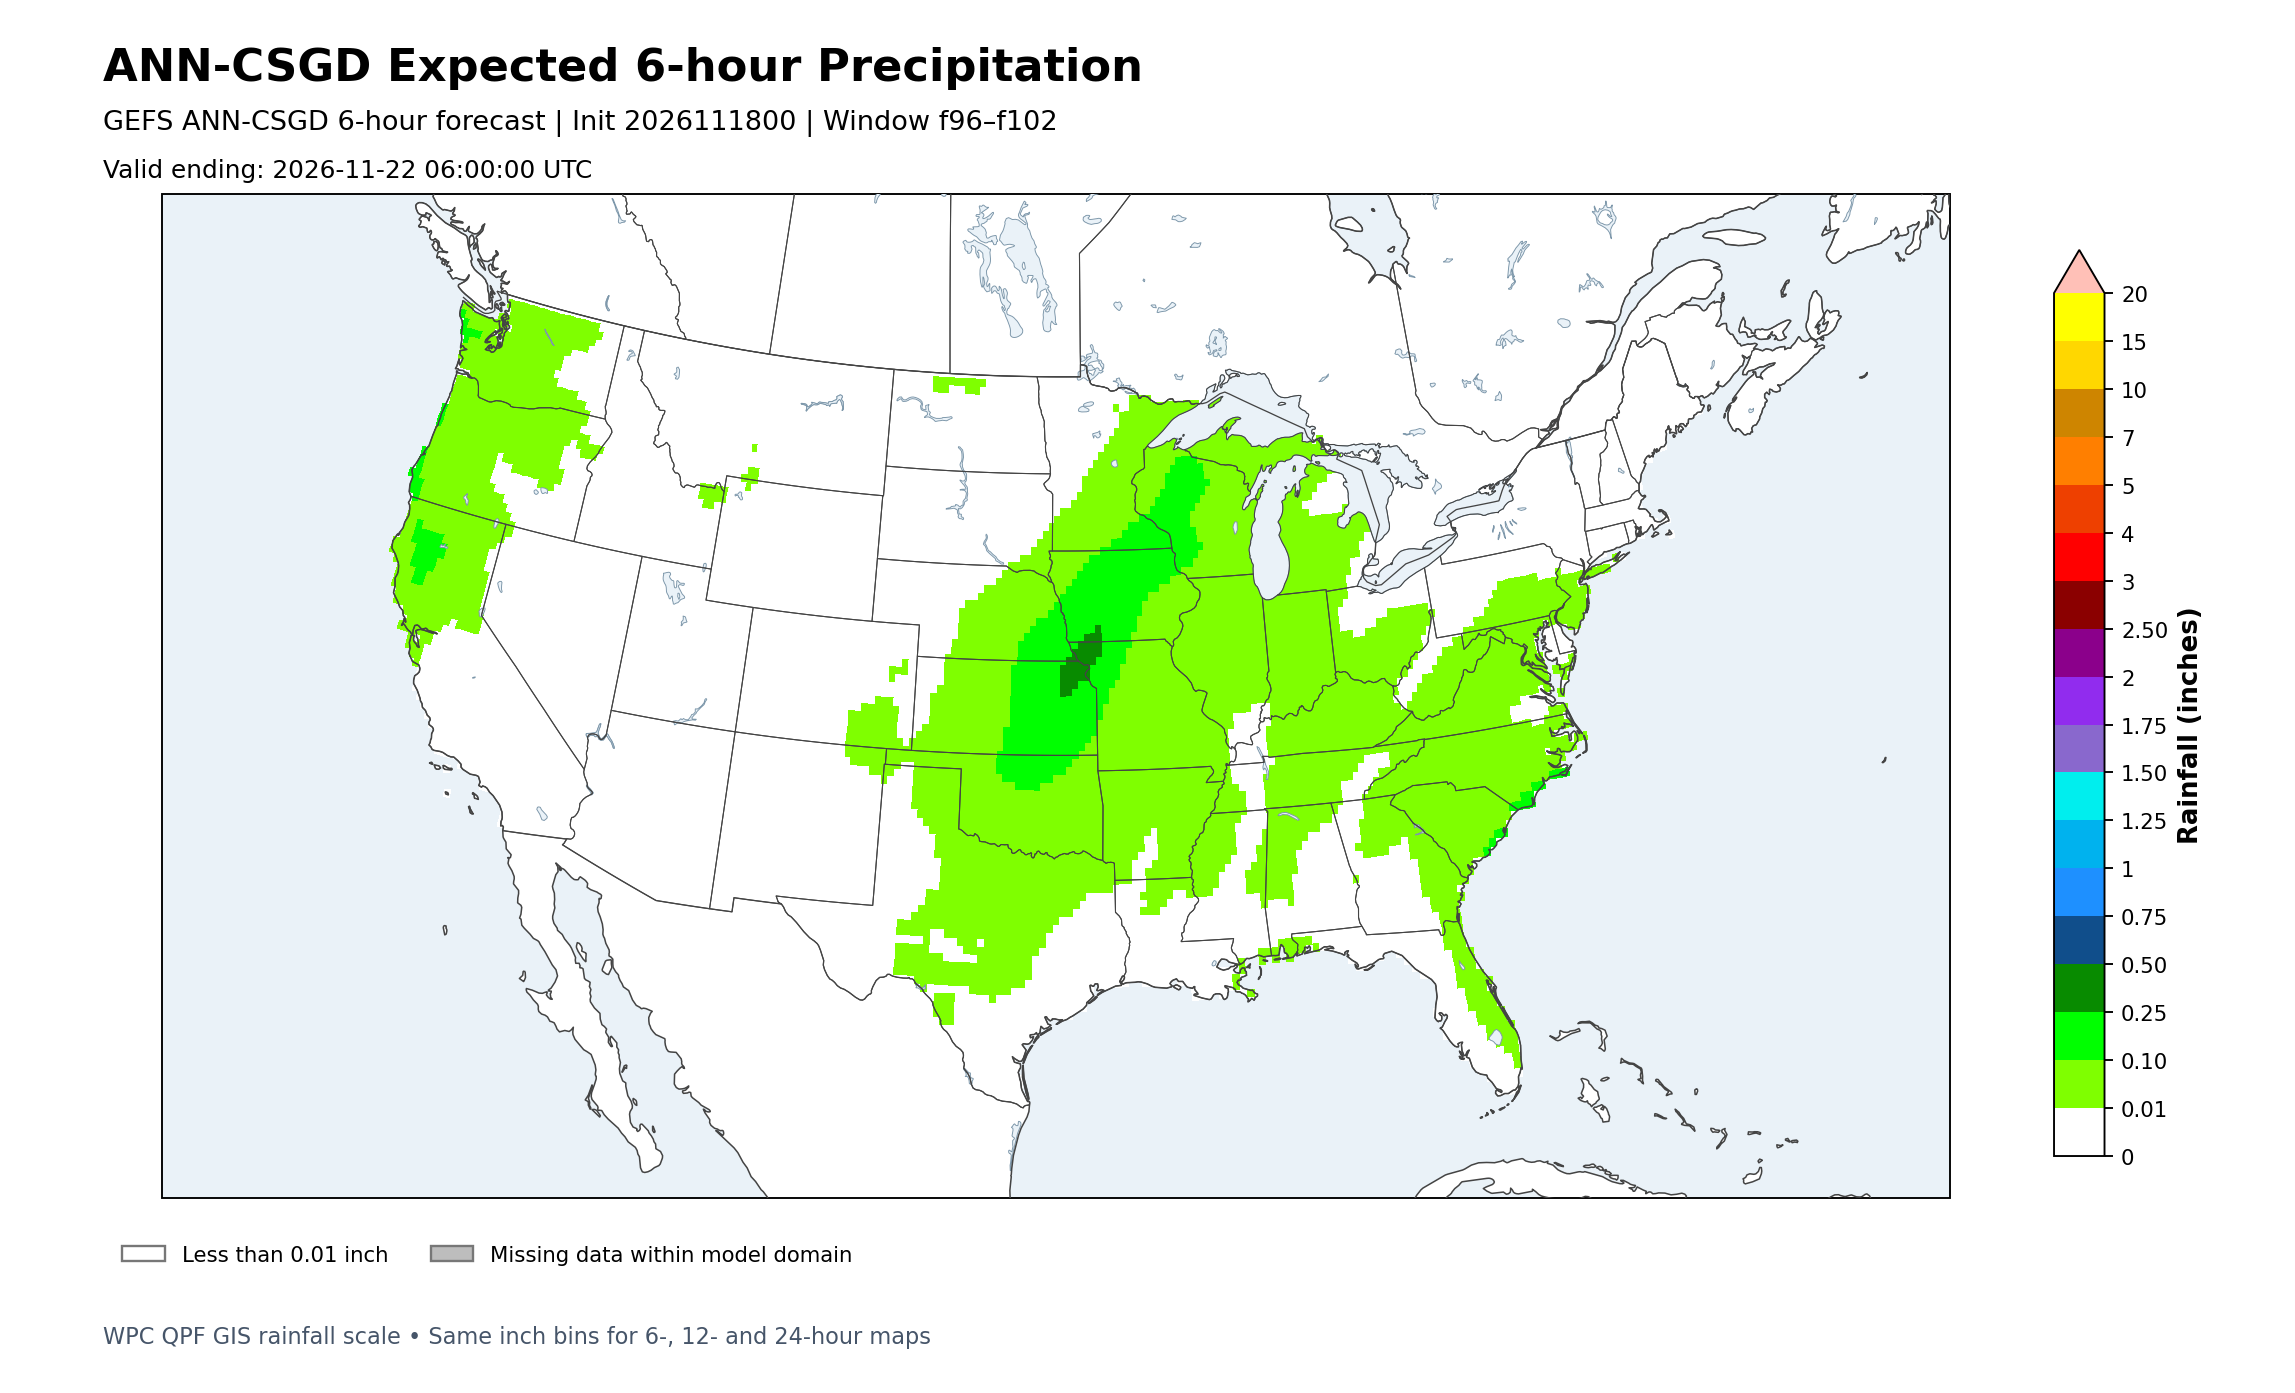 ANN-CSGD Expected 6-hour Precipitation
GEFS ANN-CSGD 6-hour forecast | Init 2026111800 | Window f96–f102
Valid ending: 2026-11-22 06:00:00 UTC
20
15
10
7
5
4
3
2.50
2
1.75
1.50
1.25
1
0.75
0.50
0.25
0.10
0.01
0
Rainfall (inches)
Less than 0.01 inch
Missing data within model domain
WPC QPF GIS rainfall scale • Same inch bins for 6-, 12- and 24-hour maps